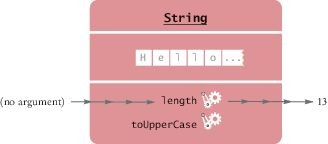 String
H e l l o ...
(no argument) length 13
toUpperCase